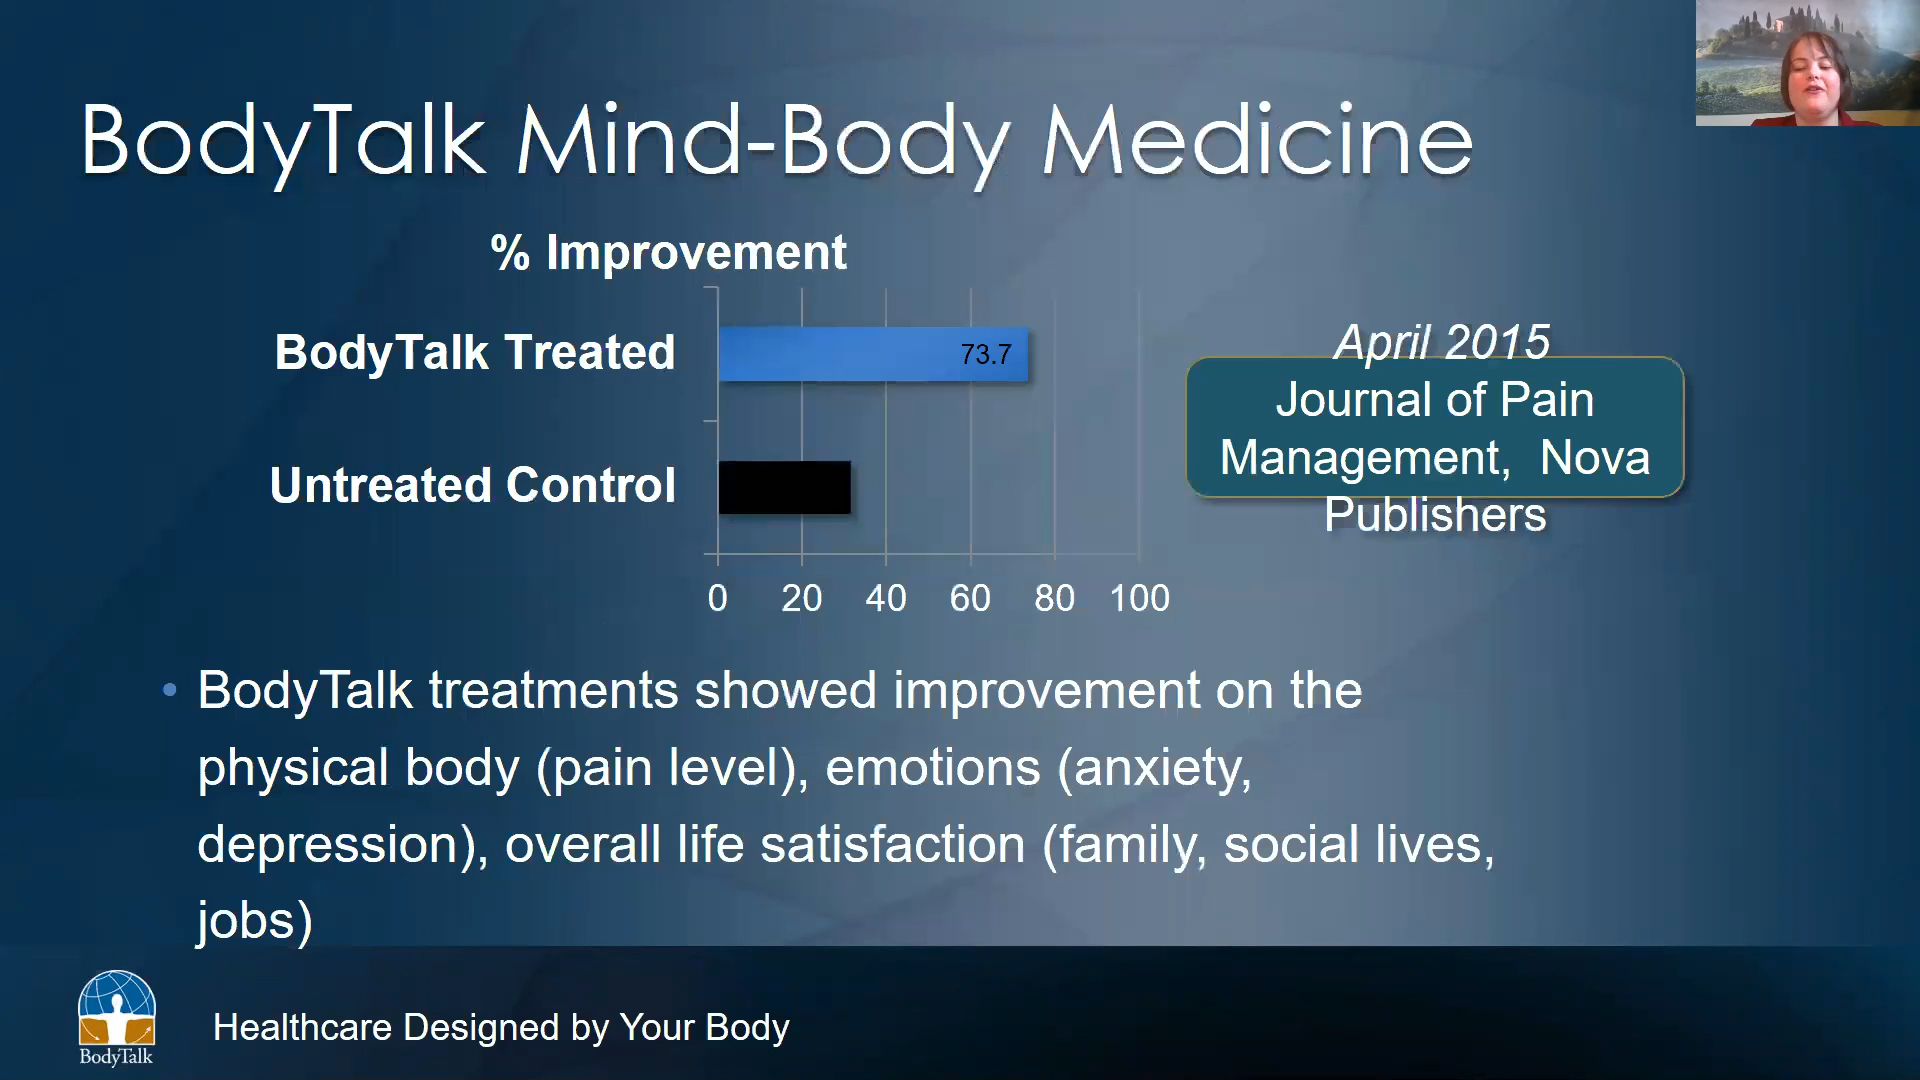 BodyTalk Mind-Body Medicine
% Improvement
BodyTalk Treated
73.7
Untreated Control
0 20 40 60 80 100
April 2015
Journal of Pain
Management, Nova
Publishers
• BodyTalk treatments showed improvement on the
physical body (pain level), emotions (anxiety,
depression), overall life satisfaction (family, social lives,
jobs)
BodyTalk
Healthcare Designed by Your Body